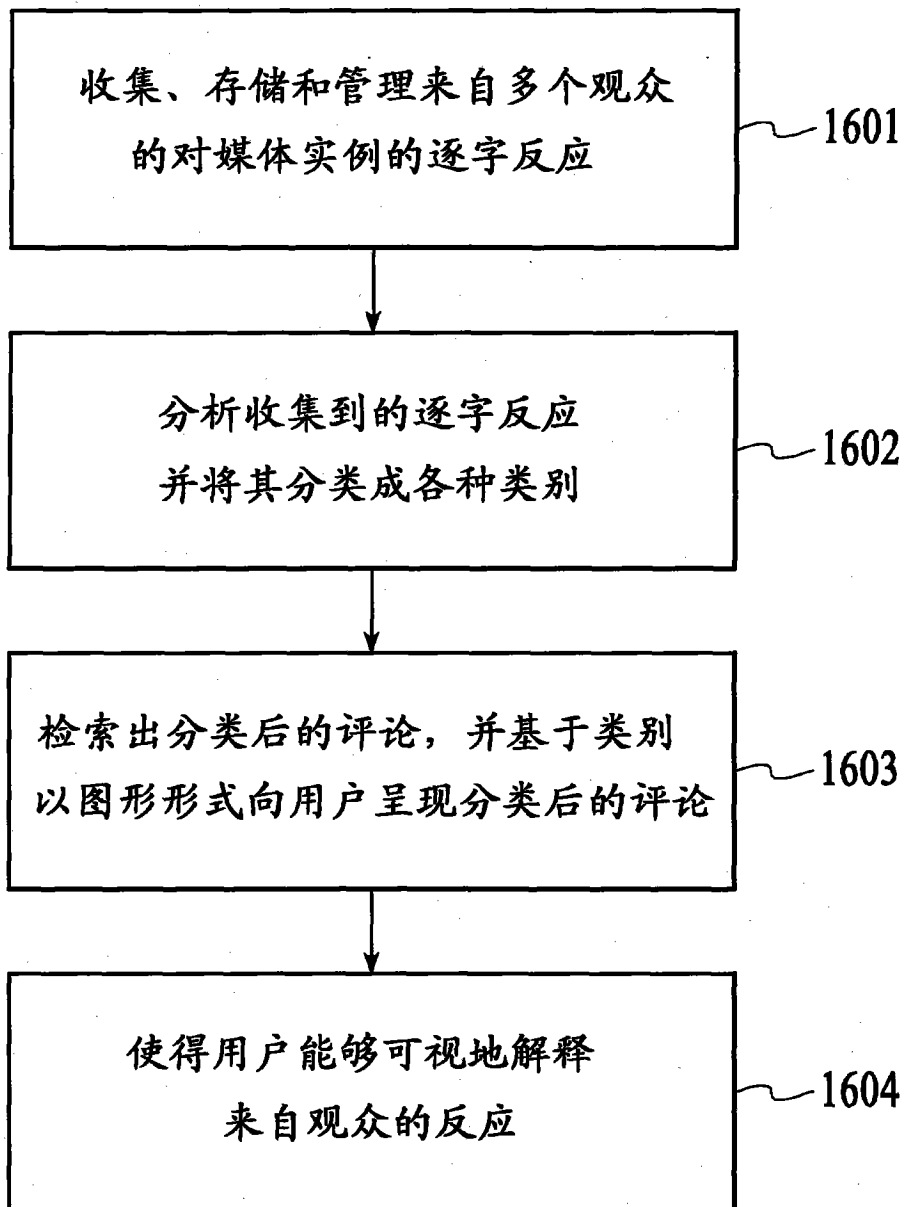 收集、存储和管理来自多个观众
的对媒体实例的逐字反应
1601
分析收集到的逐字反应
并将其分类成各种类别
1602
检索出分类后的评论，并基于类别
以图形形式向用户呈现分类后的评论
1603
使得用户能够可视地解释
来自观众的反应
1604